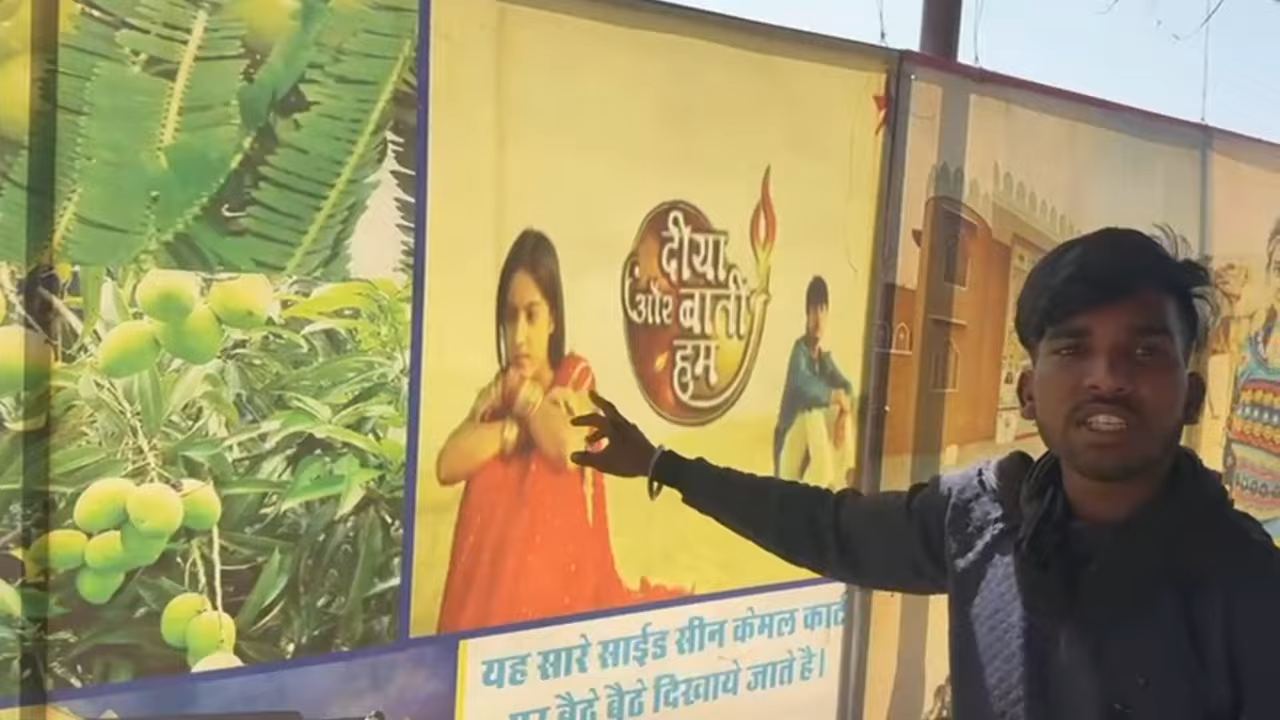 दीया
और बाती
हम
यह सारे साईड सीन केमल कार्ट
पर बैठे बैठे दिखाये जाते है।